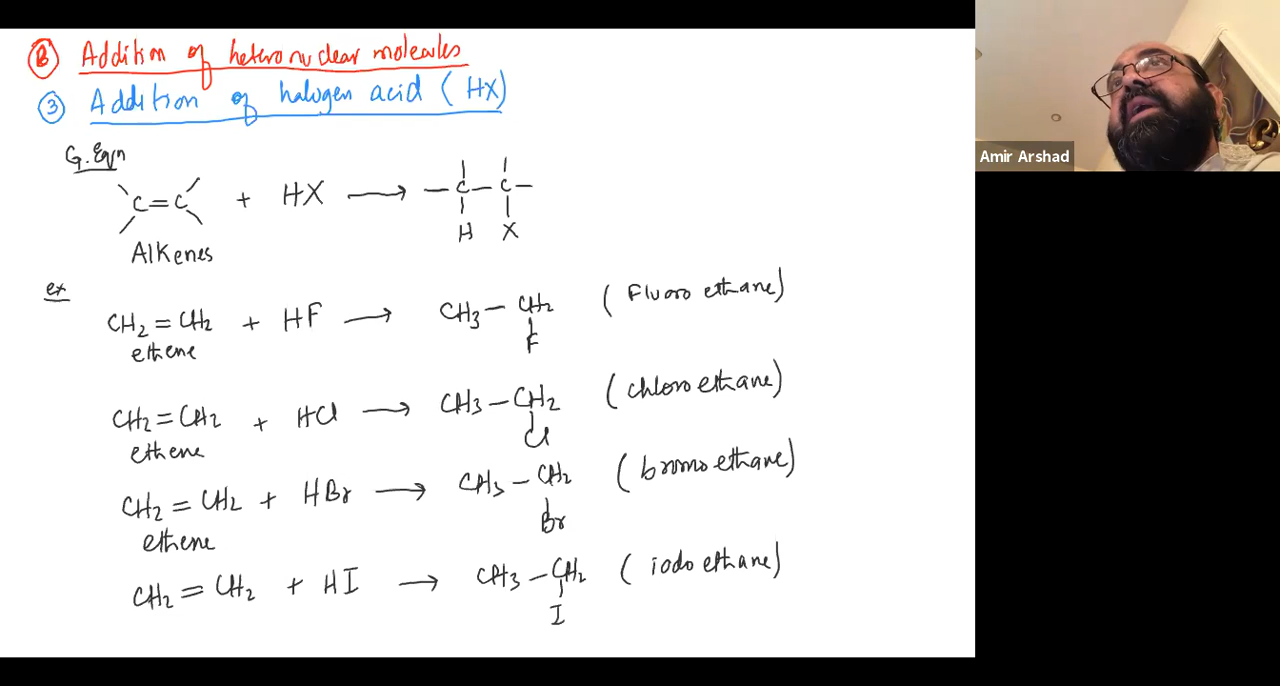 B Addition of heteronuclear molecules
3 Addition of halogen acid (HX)
Amir Arshad
G. Eqn
C=C + HX → -C-C-
H X
Alkenes
ex
CH2=CH2 + HF → CH3-CH2 (Fluoro ethane)
F
ethene
CH2=CH2 + HCl → CH3-CH2 (chloro ethane)
Cl
ethene
CH2=CH2 + HBr → CH3-CH2 (bromo ethane)
Br
ethene
CH2=CH2 + HI → CH3-CH2 (iodo ethane)
I